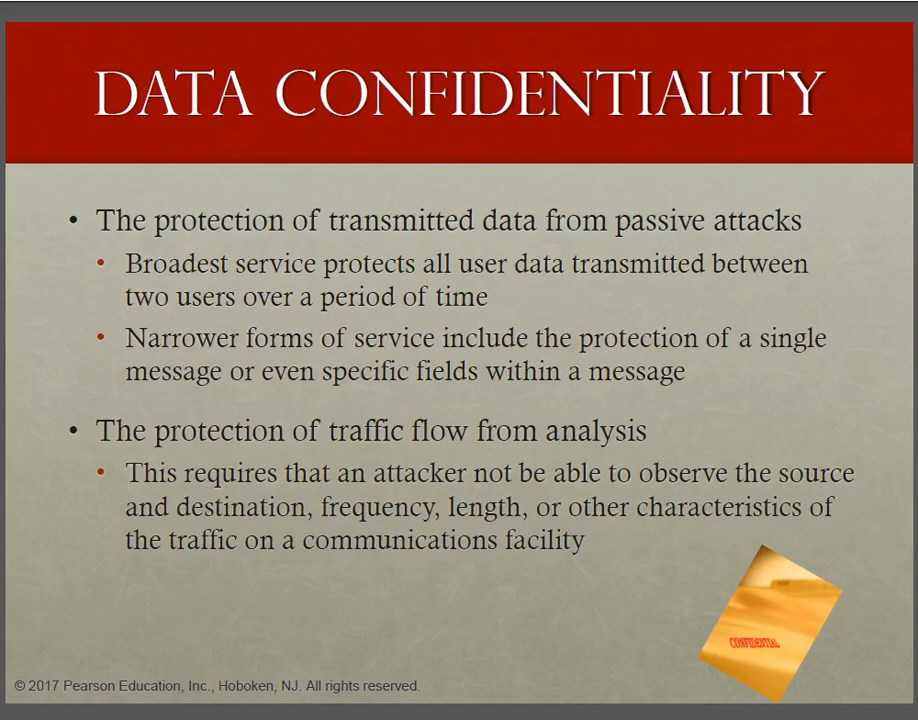 DATA CONFIDENTIALITY
• The protection of transmitted data from passive attacks
• Broadest service protects all user data transmitted between
two users over a period of time
• Narrower forms of service include the protection of a single
message or even specific fields within a message
• The protection of traffic flow from analysis
• This requires that an attacker not be able to observe the source
and destination, frequency, length, or other characteristics of
the traffic on a communications facility
CONFIDENTIAL
© 2017 Pearson Education, Inc., Hoboken, NJ. All rights reserved.